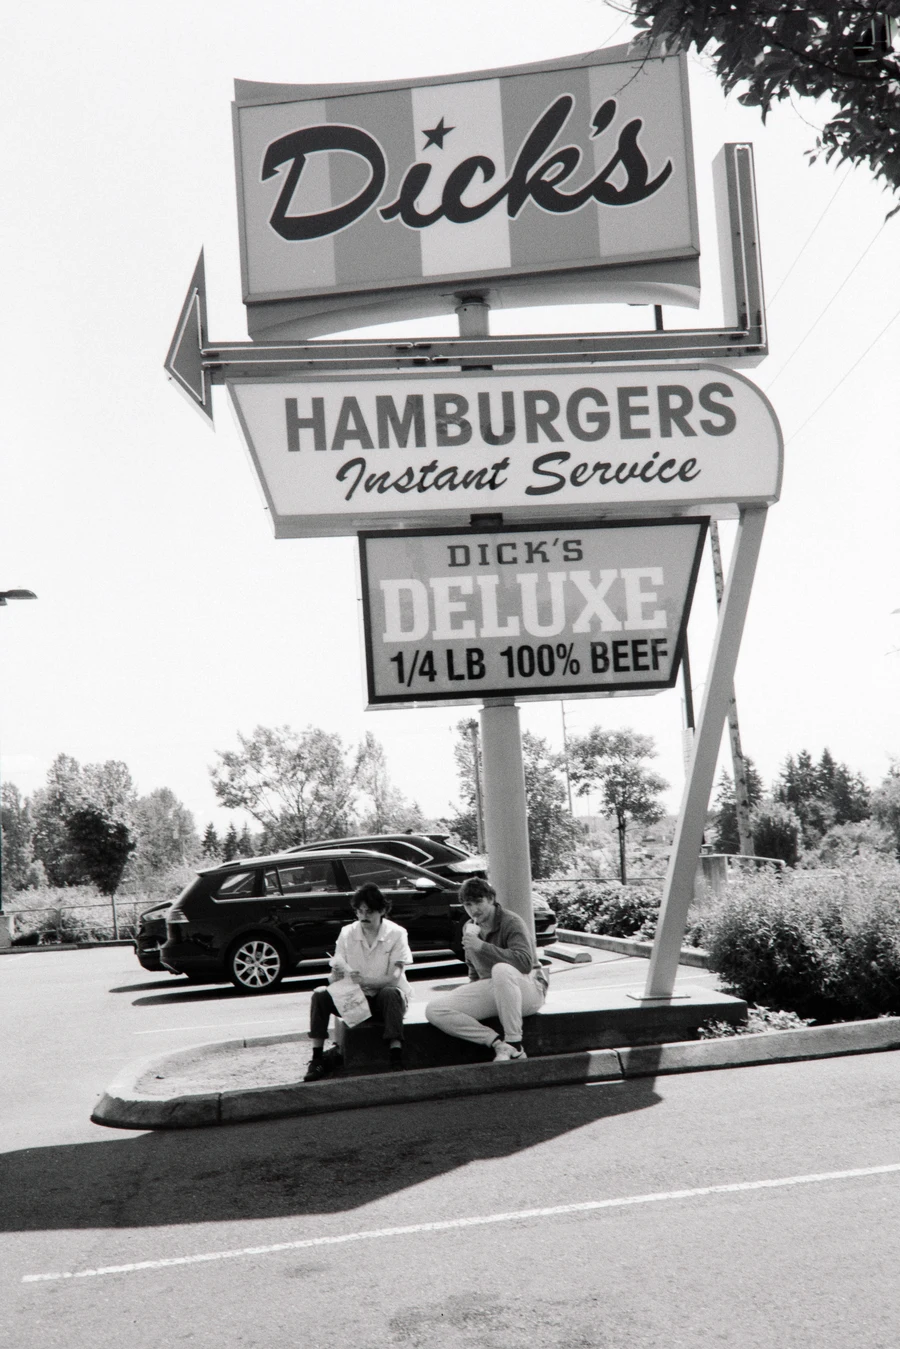 Dick's
HAMBURGERS
Instant Service
DICK'S
DELUXE
1/4 LB 100% BEEF